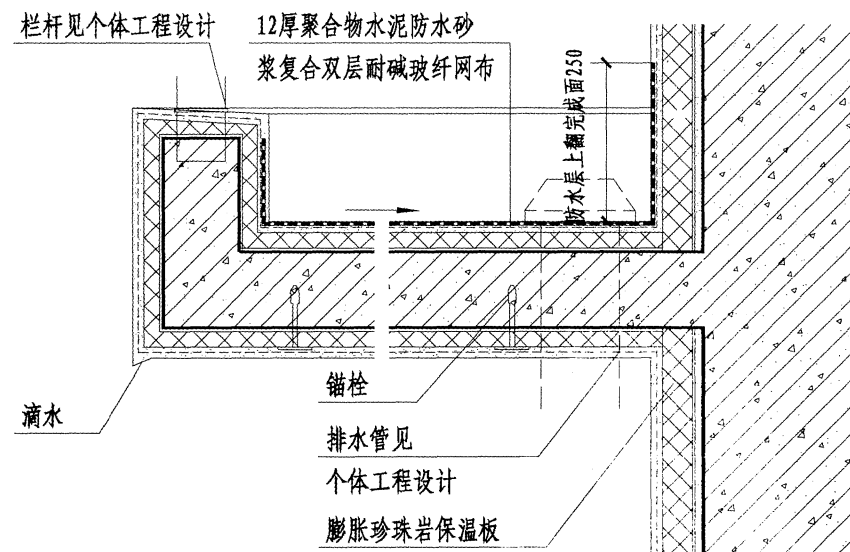 栏杆见个体工程设计
12厚聚合物水泥防水砂
浆复合双层耐碱玻纤网布
防水层上翻完成面250
锚栓
滴水
排水管见
个体工程设计
膨胀珍珠岩保温板